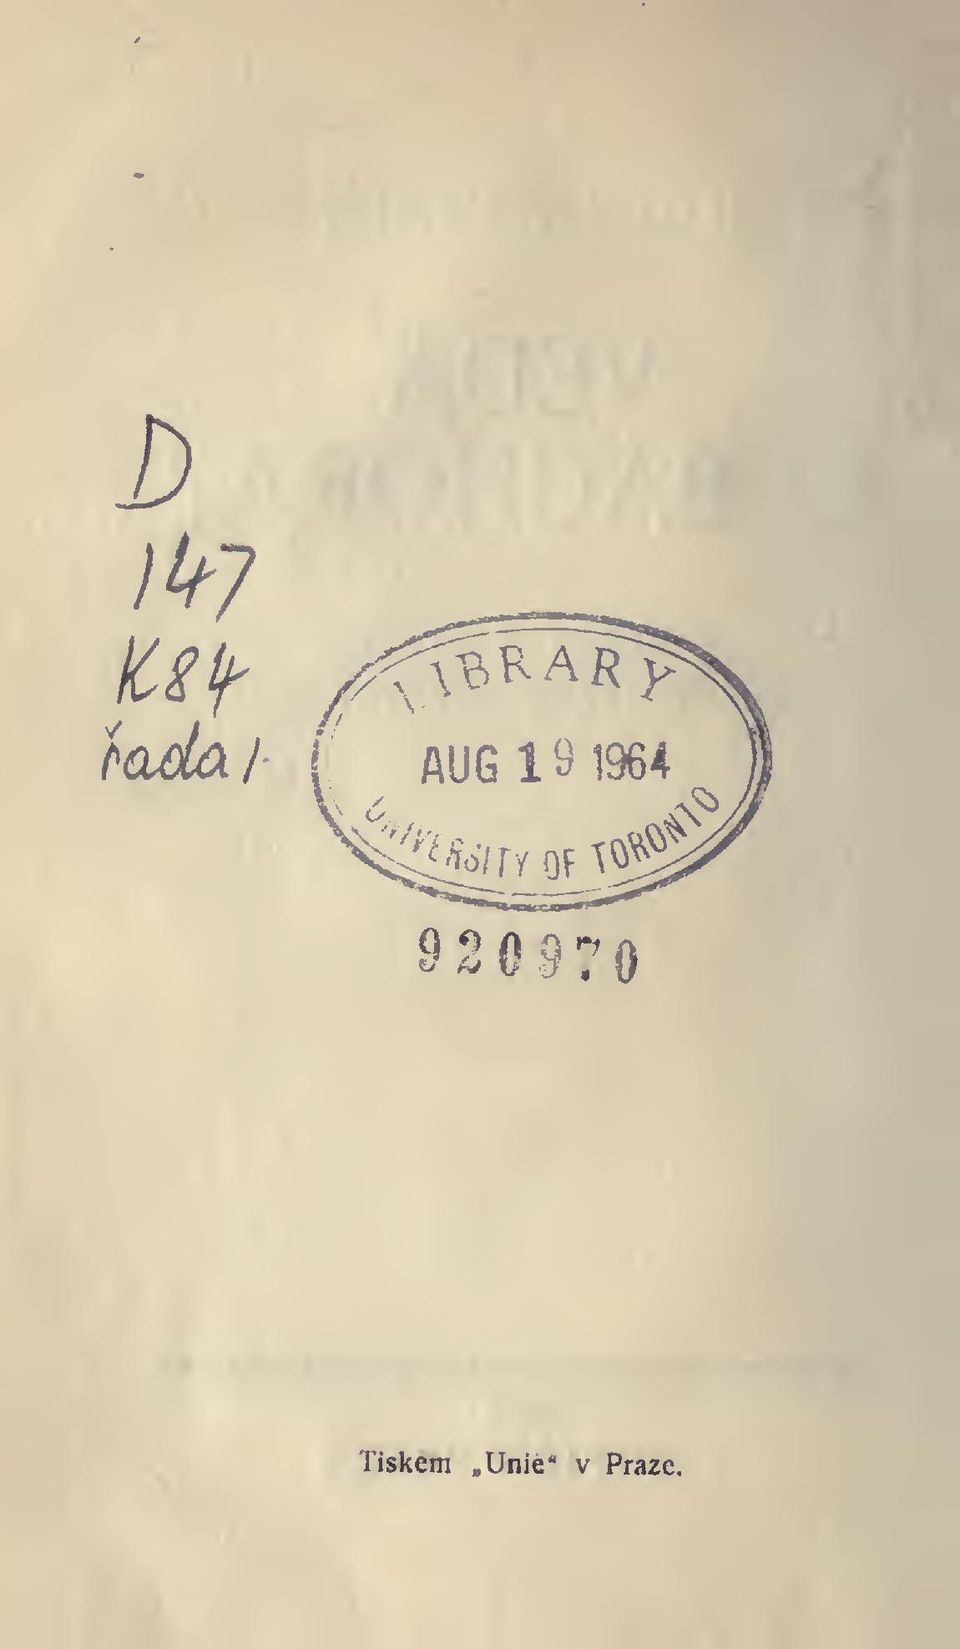 D
147
K84
řada 1.
LIBRARY
AUG 19 1964
UNIVERSITY OF TORONTO
920970
Tiskem „Unie“ v Praze.